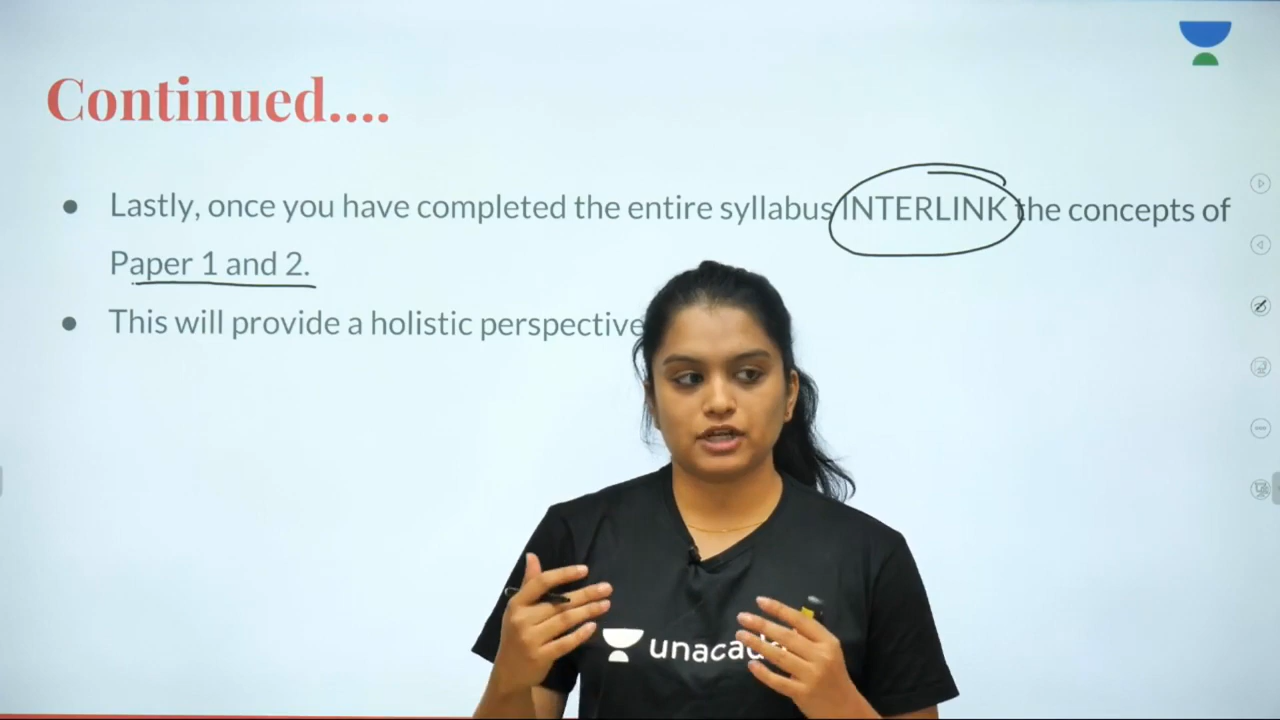 Continued....
● Lastly, once you have completed the entire syllabus INTERLINK the concepts of
Paper 1 and 2.
● This will provide a holistic perspective
unacad